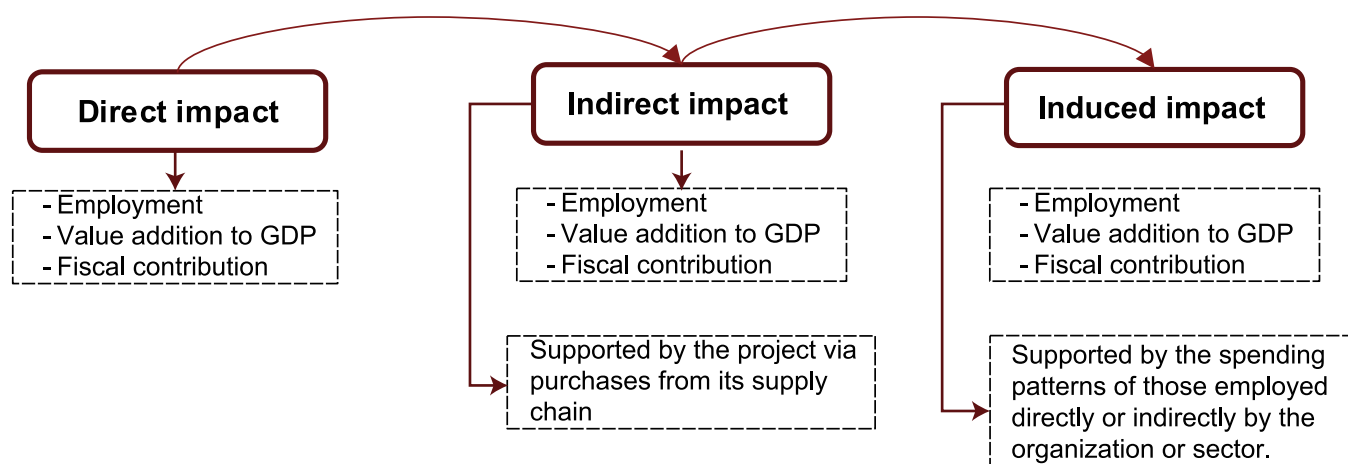 Direct impact
- Employment
- Value addition to GDP
- Fiscal contribution
Indirect impact
- Employment
- Value addition to GDP
- Fiscal contribution
Supported by the project via
purchases from its supply
chain
Induced impact
- Employment
- Value addition to GDP
- Fiscal contribution
Supported by the spending
patterns of those employed
directly or indirectly by the
organization or sector.